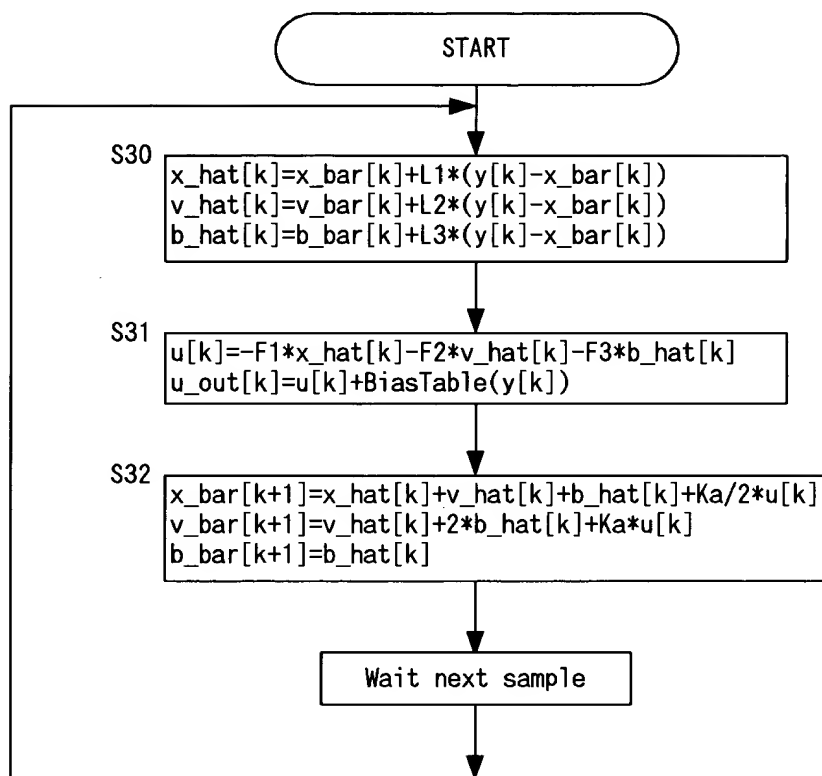 START
S30
x_hat[k]=x_bar[k]+L1*(y[k]-x_bar[k])
v_hat[k]=v_bar[k]+L2*(y[k]-x_bar[k])
b_hat[k]=b_bar[k]+L3*(y[k]-x_bar[k])
S31
u[k]=-F1*x_hat[k]-F2*v_hat[k]-F3*b_hat[k]
u_out[k]=u[k]+BiasTable(y[k])
S32
x_bar[k+1]=x_hat[k]+v_hat[k]+b_hat[k]+Ka/2*u[k]
v_bar[k+1]=v_hat[k]+2*b_hat[k]+Ka*u[k]
b_bar[k+1]=b_hat[k]
Wait next sample